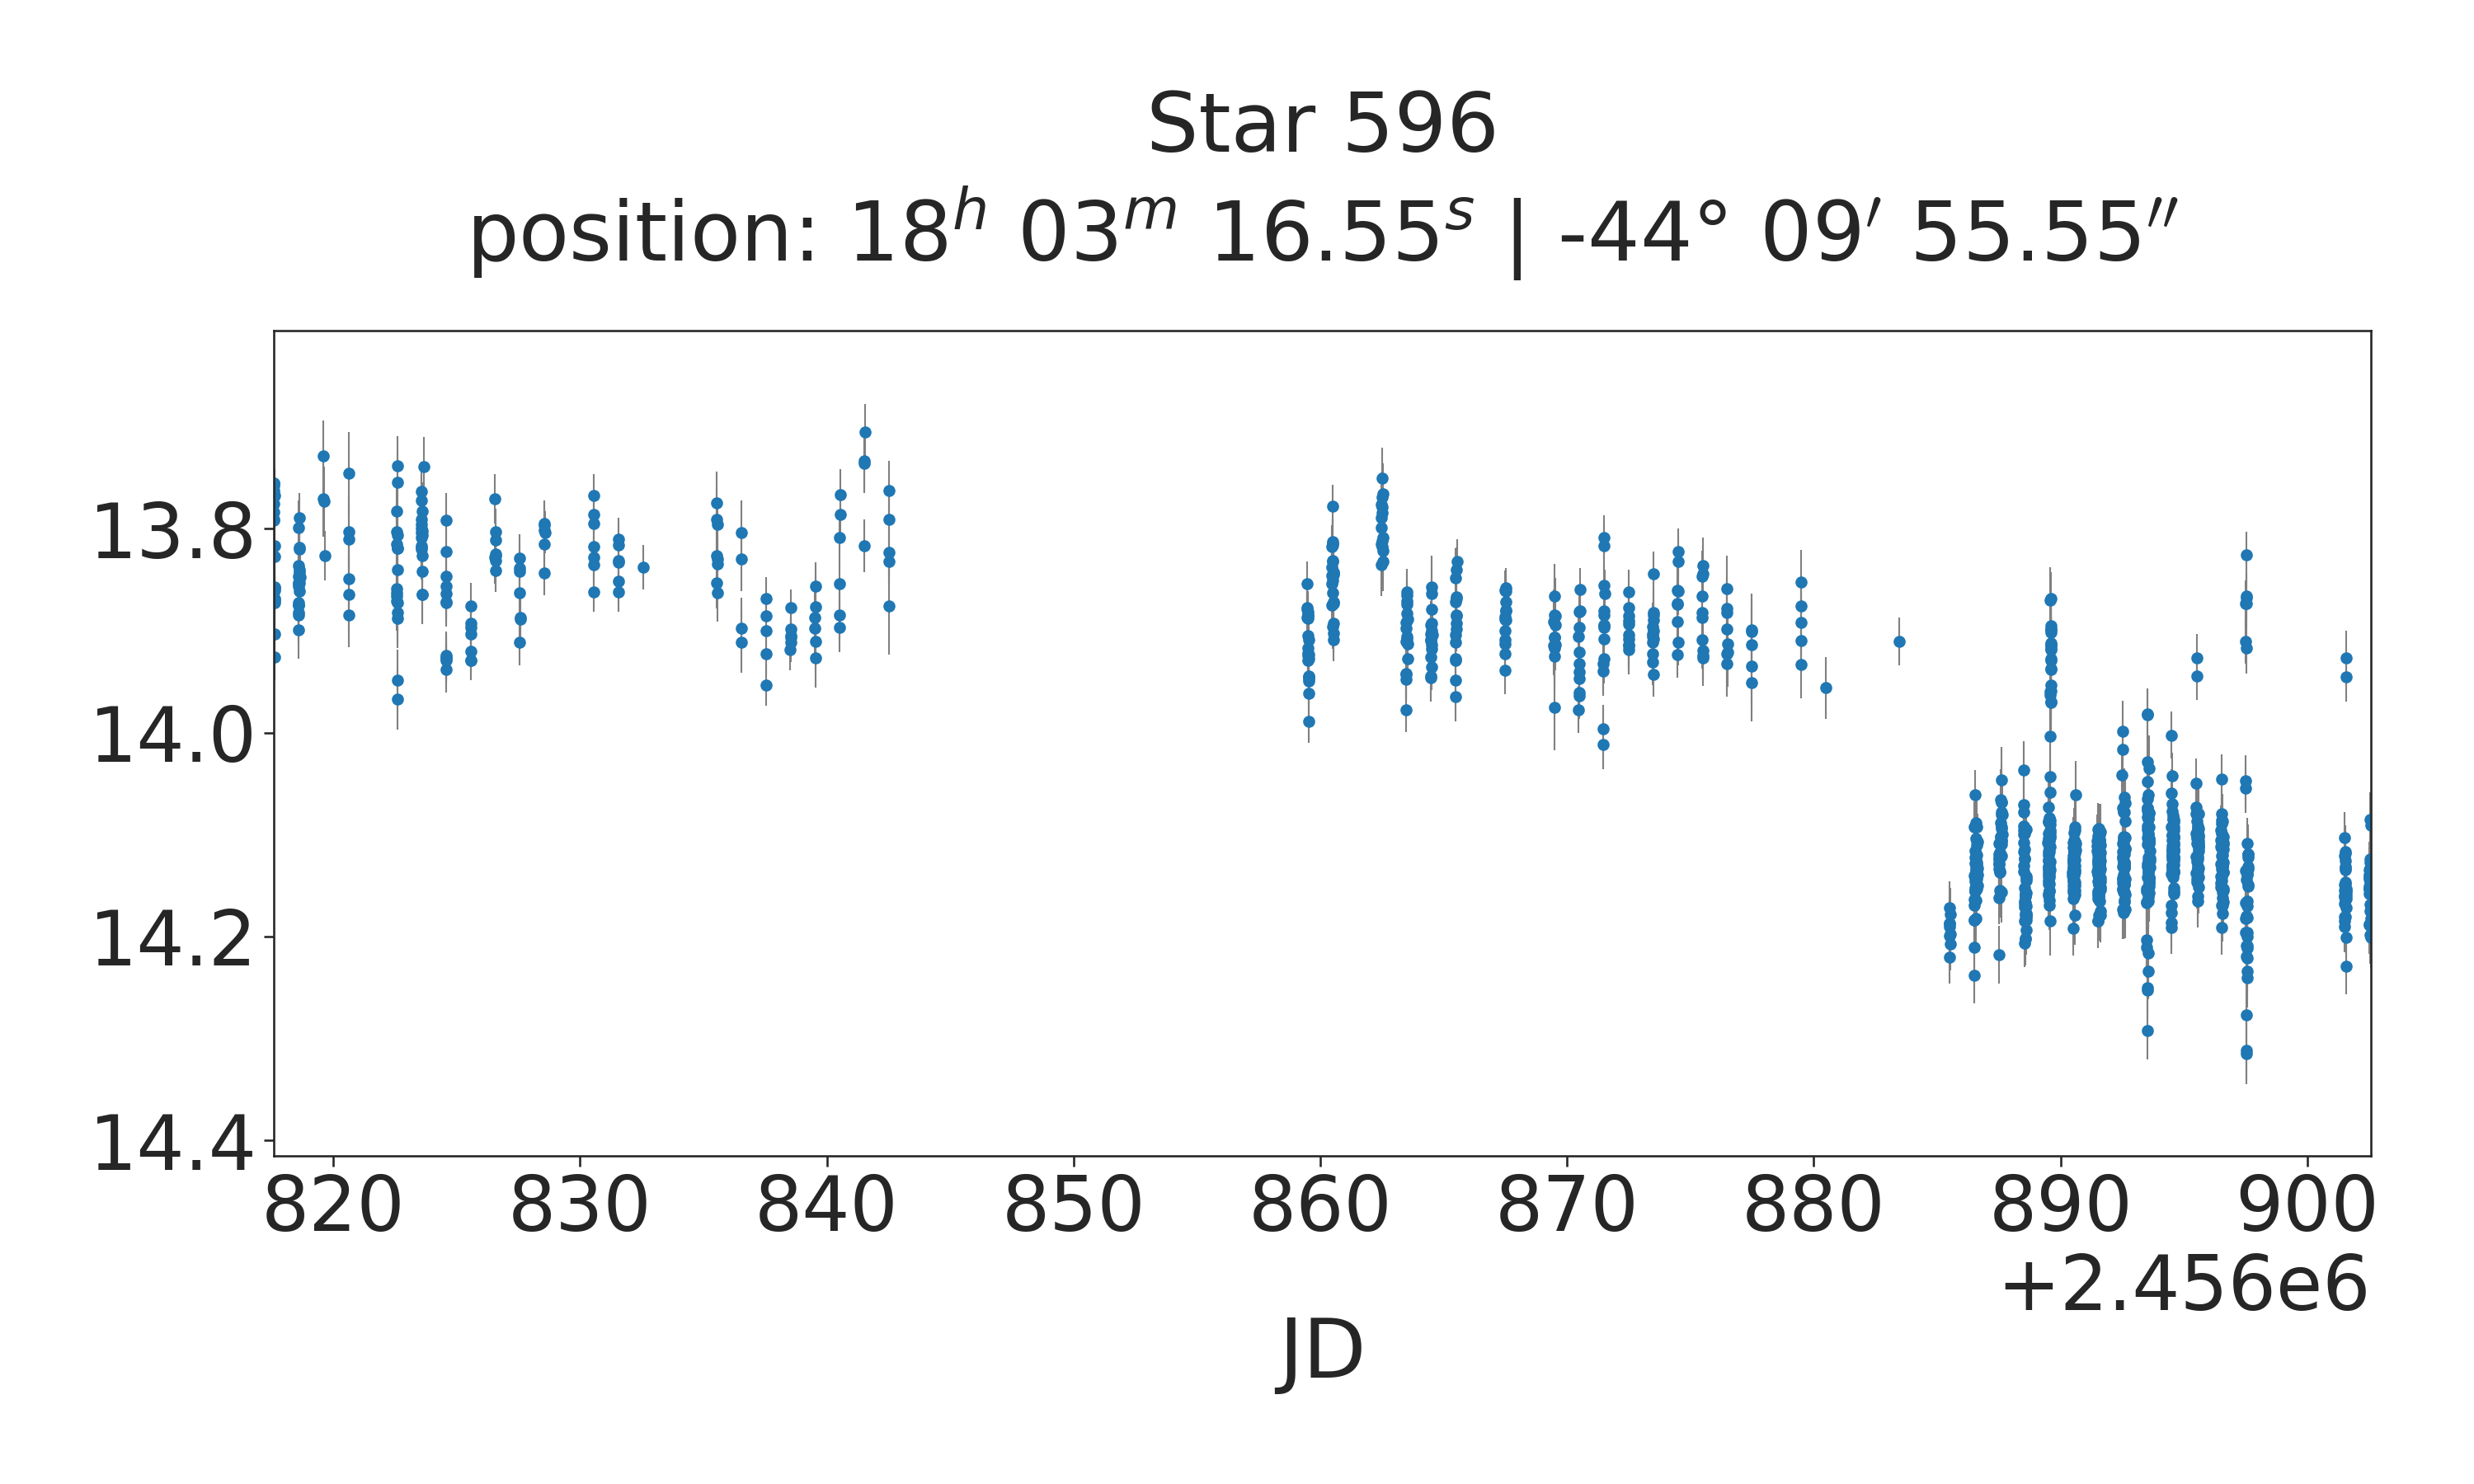 Star 596
position: 18ʰ 03ᵐ 16.55ˢ | -44° 09′ 55.55′′
13.8
14.0
14.2
14.4
820 830 840 850 860 870 880 890 900
+2.456e6
JD